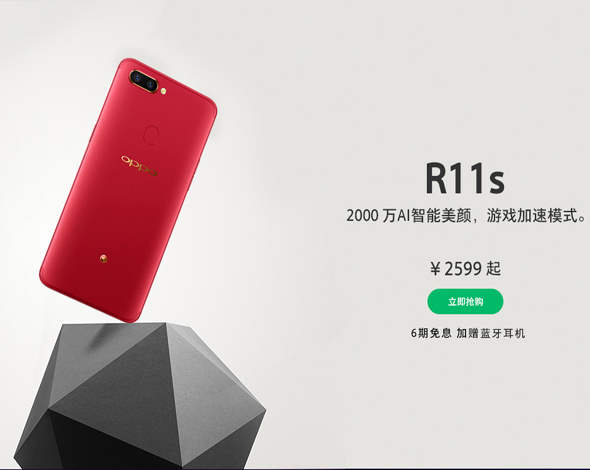 oppo
R11s
2000 万AI智能美颜，游戏加速模式。
￥2599 起
立即抢购
6期免息 加赠蓝牙耳机